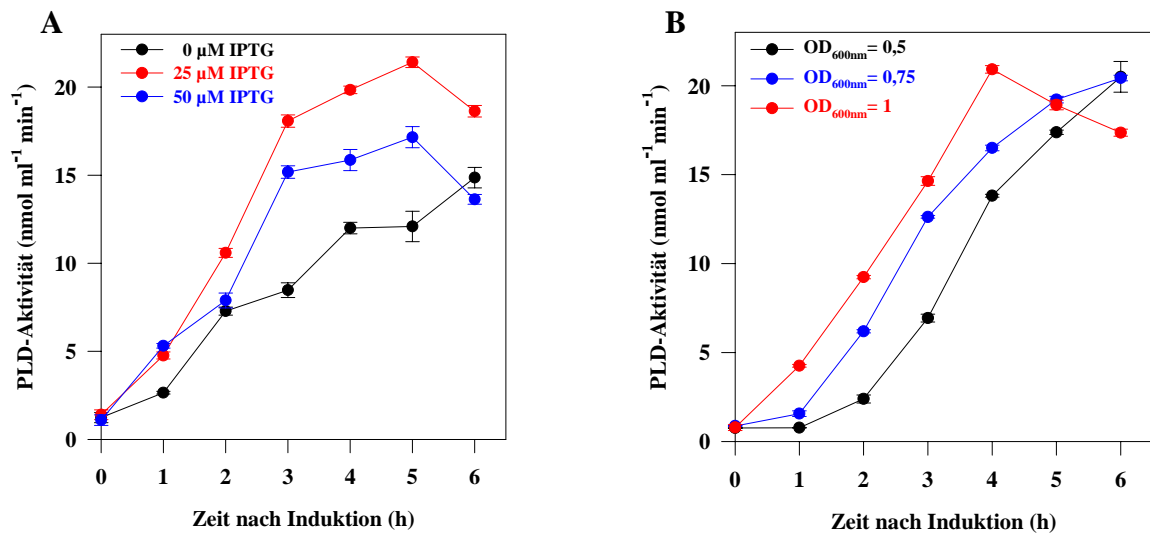 A
0 µM IPTG
25 µM IPTG
50 µM IPTG
PLD-Aktivität (nmol ml⁻¹ min⁻¹)
20
15
10
5
0
0 1 2 3 4 5 6
Zeit nach Induktion (h)
B
OD600nm= 0,5
OD600nm= 0,75
OD600nm= 1
PLD-Aktivität (nmol ml⁻¹ min⁻¹)
20
15
10
5
0
0 1 2 3 4 5 6
Zeit nach Induktion (h)